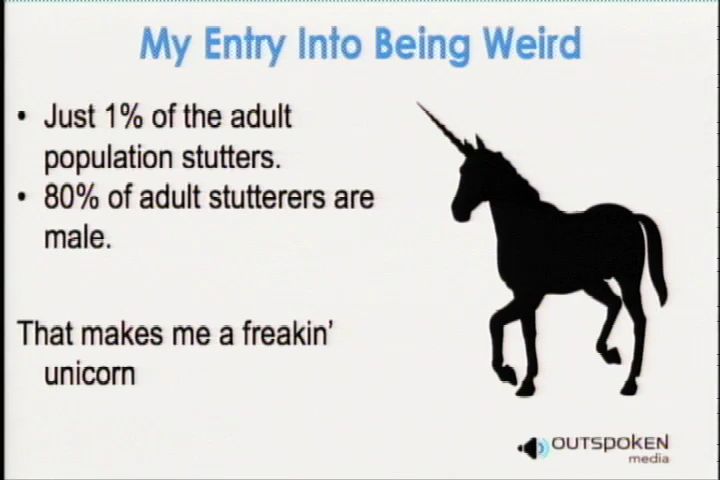 My Entry Into Being Weird
• Just 1% of the adult
population stutters.
• 80% of adult stutterers are
male.
That makes me a freakin’
unicorn
OUTSPOKEN
media